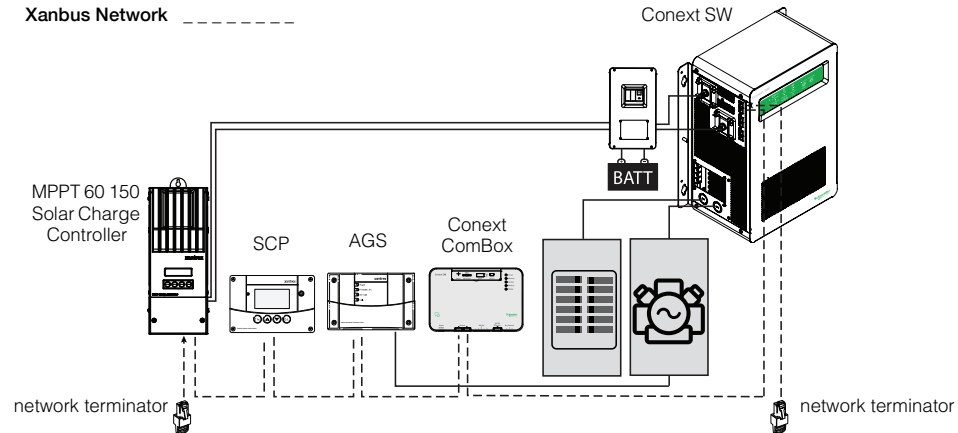 Xanbus Network
Conext SW
BATT
MPPT 60 150
Solar Charge
Controller
SCP
AGS
Conext
ComBox
network terminator
network terminator